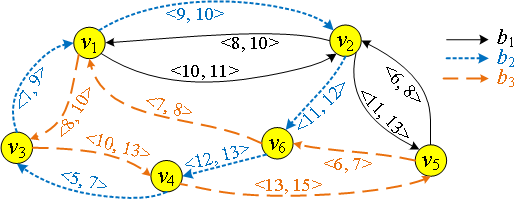 <9, 10>
v1
<8, 10>
v2
b1
b2
b3
<10, 11>
<7, 9>
<8, 10>
<7, 8>
<11, 12>
<11, 13>
<6, 8>
v3
<10, 13>
v6
<6, 7>
v5
<12, 13>
v4
<5, 7>
<13, 15>